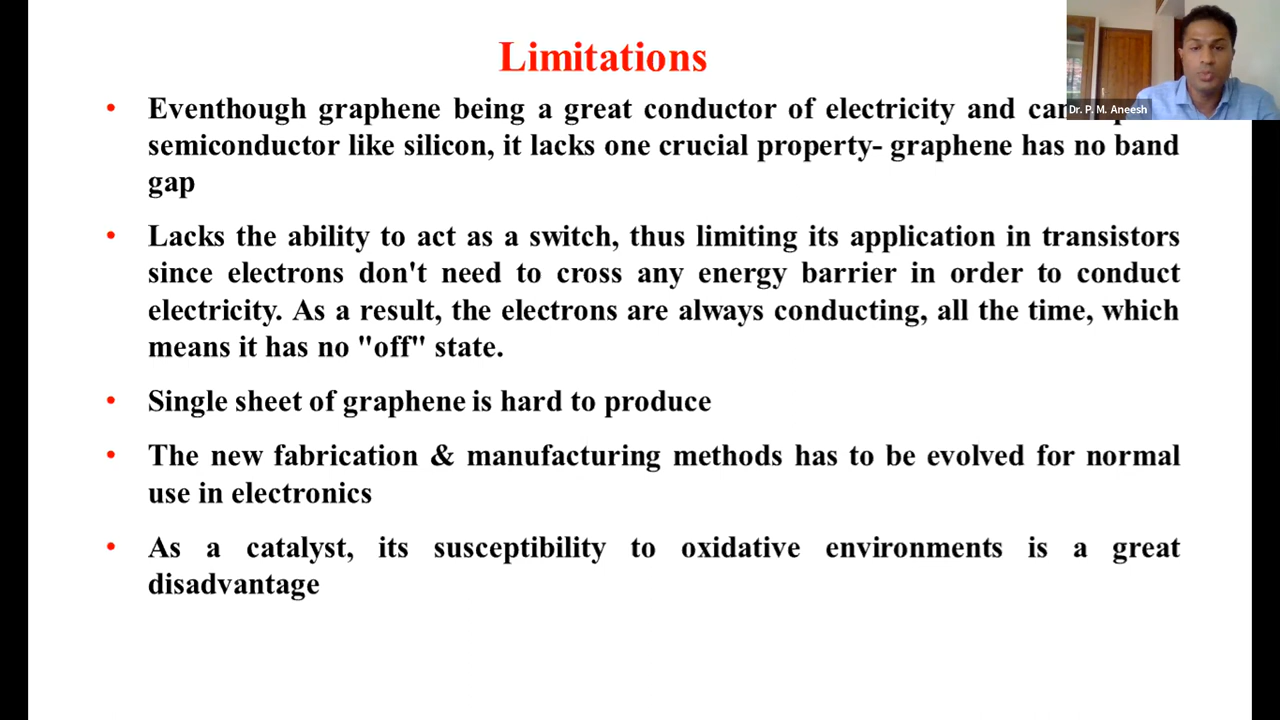 Limitations
• Eventhough graphene being a great conductor of electricity and can
semiconductor like silicon, it lacks one crucial property- graphene has no band
gap
• Lacks the ability to act as a switch, thus limiting its application in transistors
since electrons don't need to cross any energy barrier in order to conduct
electricity. As a result, the electrons are always conducting, all the time, which
means it has no "off" state.
• Single sheet of graphene is hard to produce
• The new fabrication & manufacturing methods has to be evolved for normal
use in electronics
• As a catalyst, its susceptibility to oxidative environments is a great
disadvantage
Dr. P. M. Aneesh